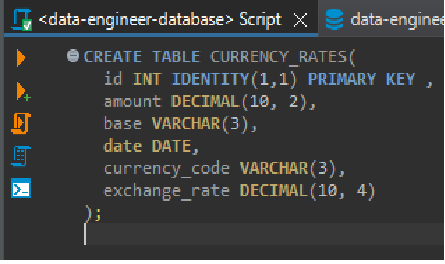 <data-engineer-database> Script
data-enginee
CREATE TABLE CURRENCY_RATES(
id INT IDENTITY(1,1) PRIMARY KEY ,
amount DECIMAL(10, 2),
base VARCHAR(3),
date DATE,
currency_code VARCHAR(3),
exchange_rate DECIMAL(10, 4)
);